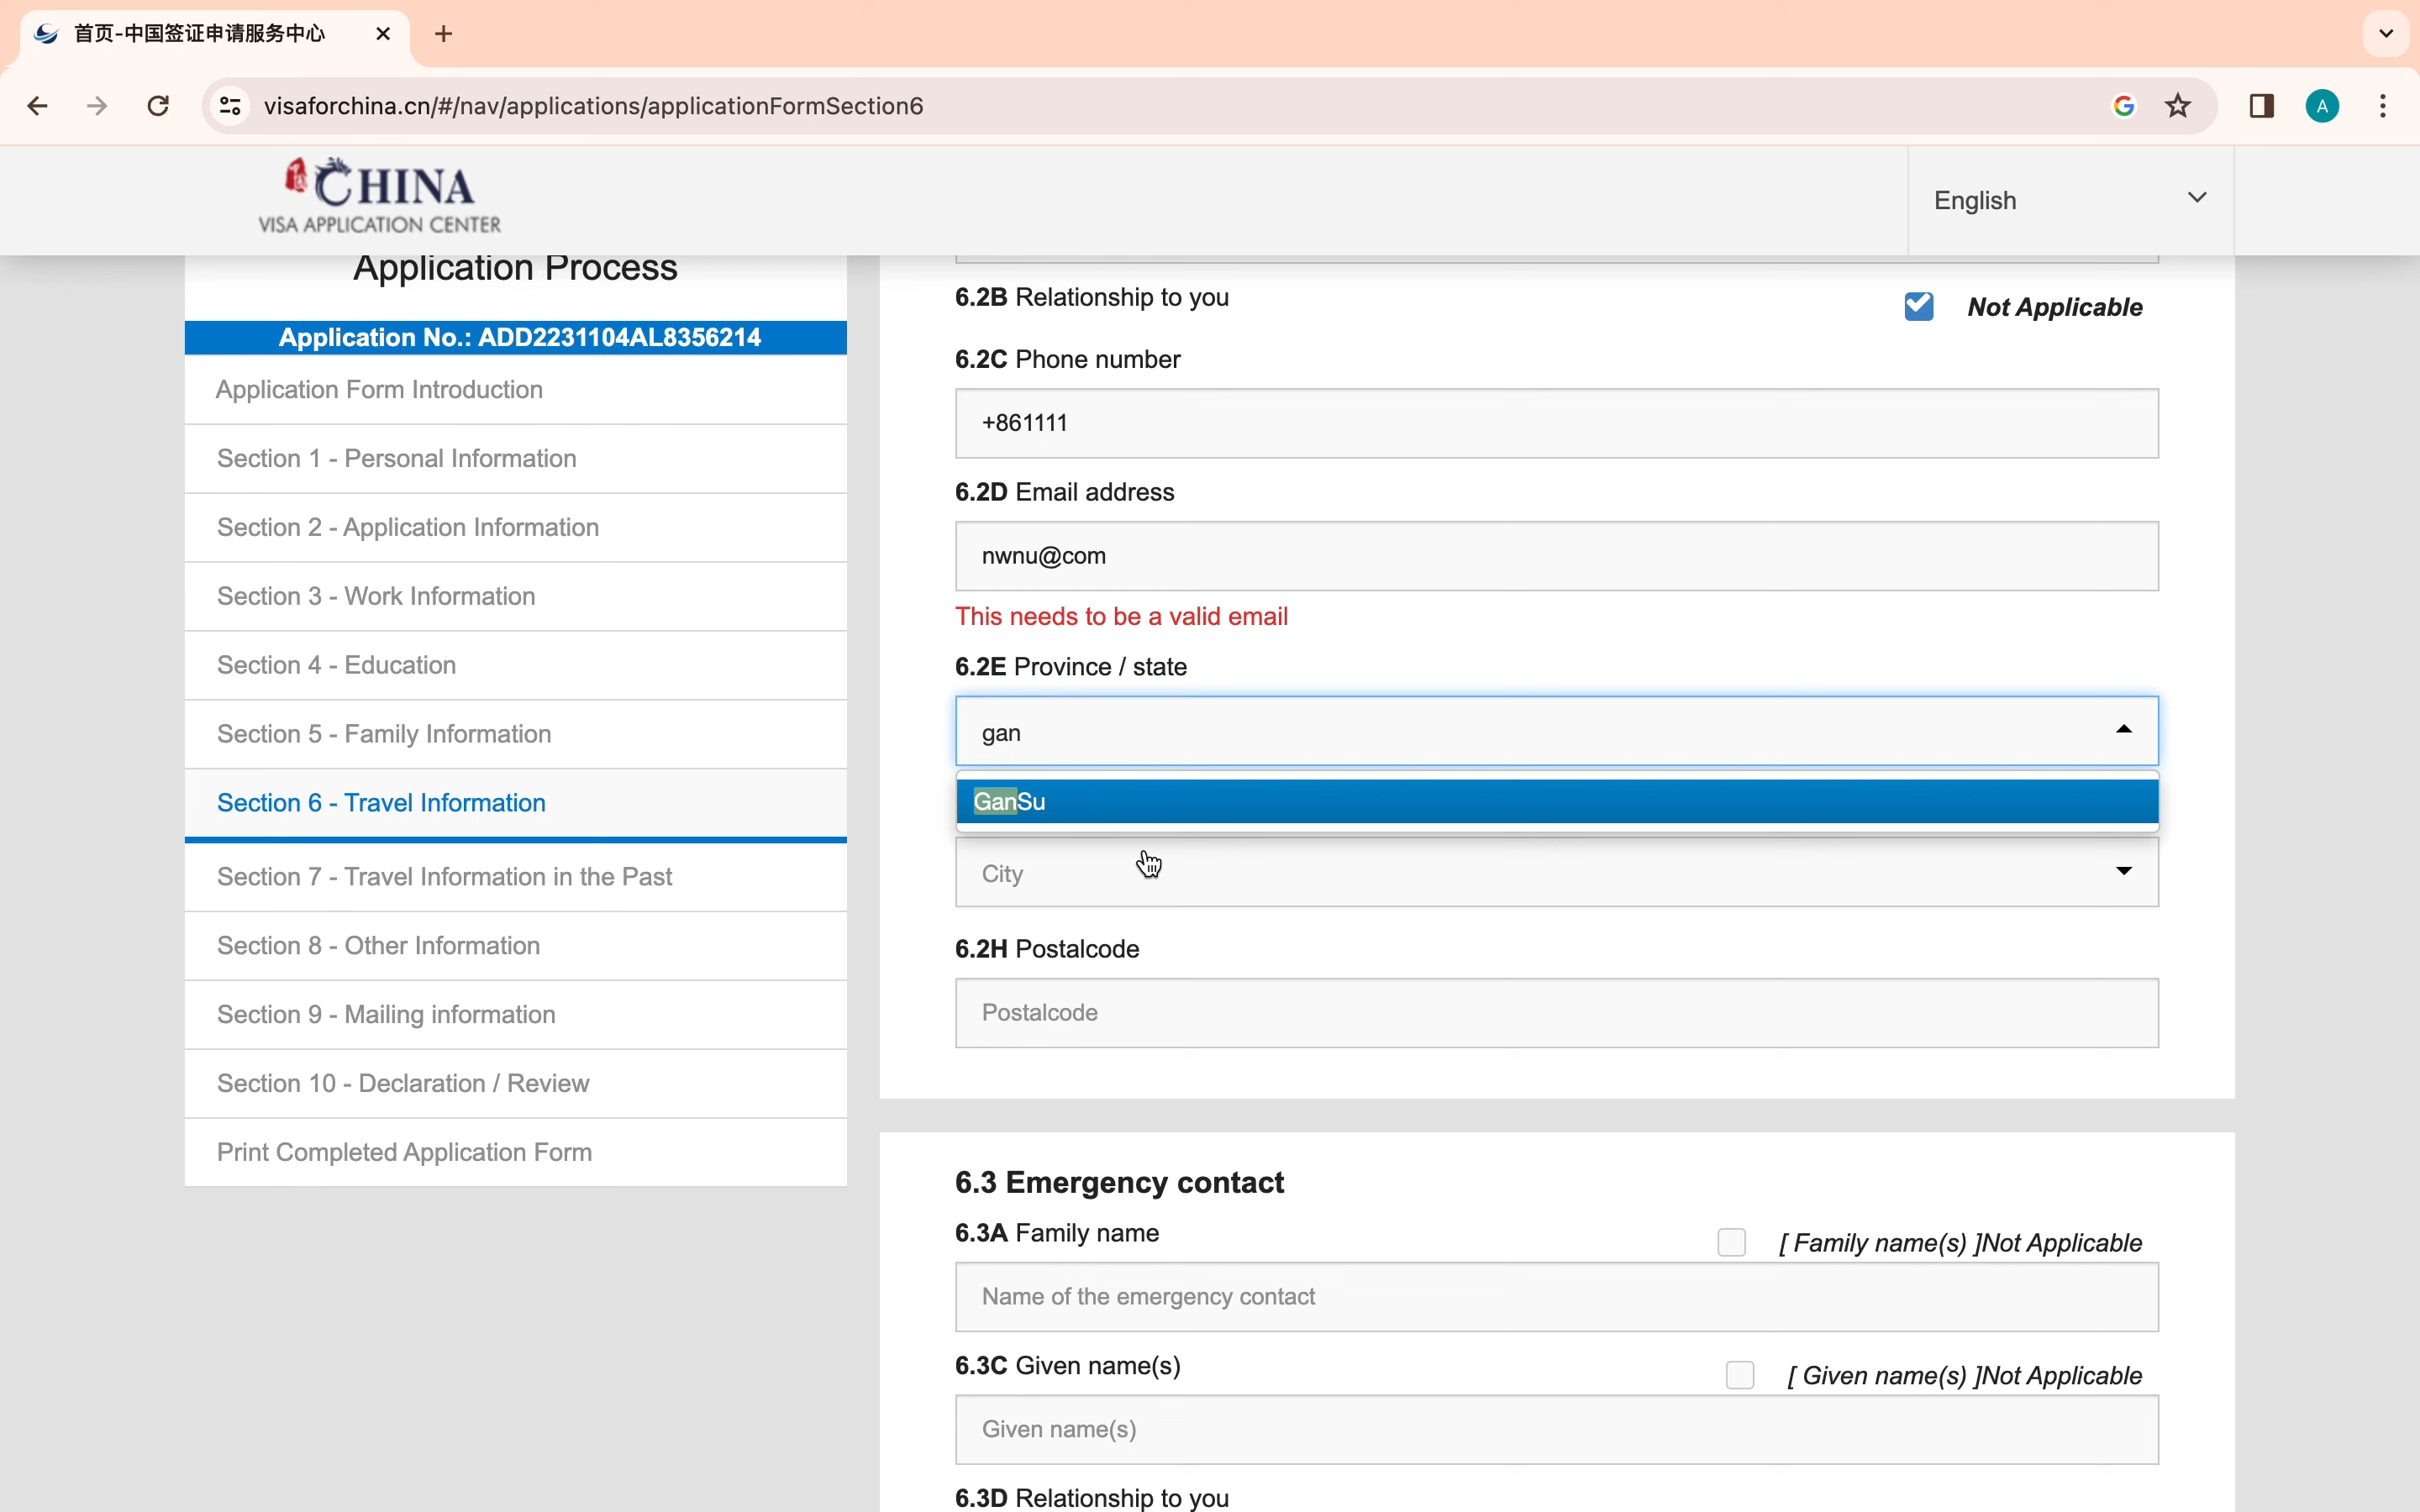 首页-中国签证申请服务中心
visaforchina.cn/#/nav/applications/applicationFormSection6
A
CHINA
VISA APPLICATION CENTER
English
Application Process
Application No.: ADD2231104AL8356214
Application Form Introduction
Section 1 - Personal Information
Section 2 - Application Information
Section 3 - Work Information
Section 4 - Education
Section 5 - Family Information
Section 6 - Travel Information
Section 7 - Travel Information in the Past
Section 8 - Other Information
Section 9 - Mailing information
Section 10 - Declaration / Review
Print Completed Application Form
6.2B Relationship to you
Not Applicable
6.2C Phone number
+861111
6.2D Email address
nwnu@com
This needs to be a valid email
6.2E Province / state
gan
GanSu
City
6.2H Postalcode
Postalcode
6.3 Emergency contact
6.3A Family name
[ Family name(s) ]Not Applicable
Name of the emergency contact
6.3C Given name(s)
[ Given name(s) ]Not Applicable
Given name(s)
6.3D Relationship to you